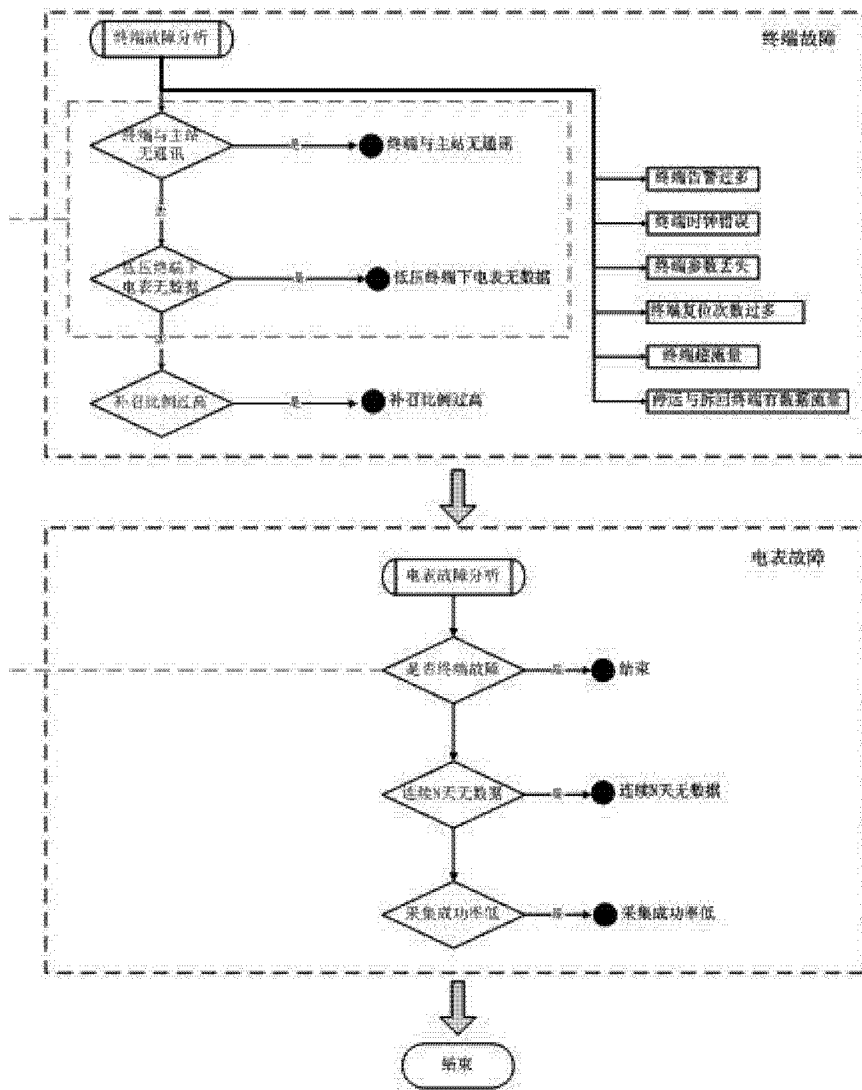 终端故障分析
终端故障
终端与主站
无通讯
是
终端与主站无通讯
否
终端告警过多
终端时钟错误
终端参数丢失
终端复位次数过多
终端超流量
停运与拆回终端有数据流量
低压终端下
电表无数据
是
低压终端下电表无数据
否
补召比例过高
是
补召比例过高
电表故障
电表故障分析
是否终端故障
是
结束
连续N天无数据
是
连续N天无数据
采集成功率低
是
采集成功率低
结束